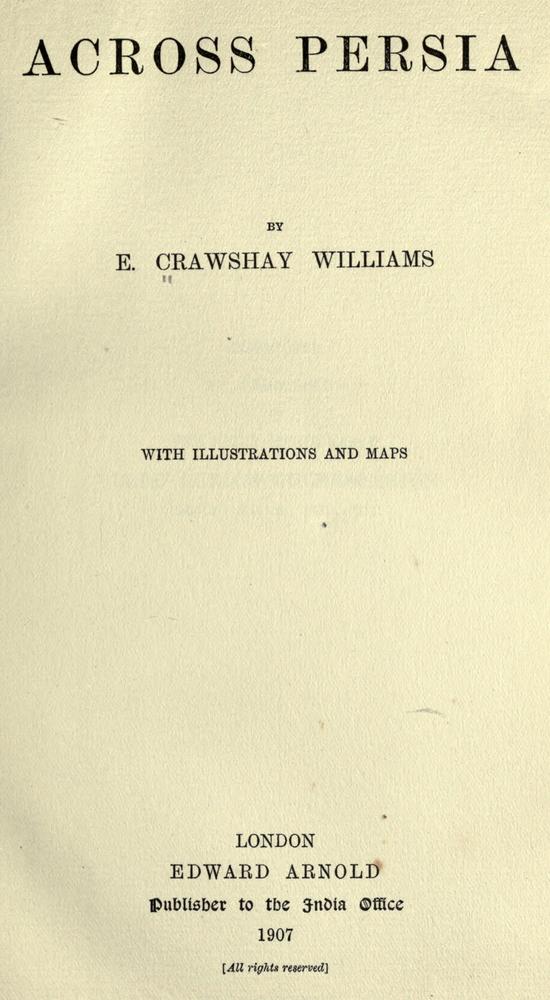 ACROSS PERSIA
BY
E. CRAWSHAY WILLIAMS
WITH ILLUSTRATIONS AND MAPS
LONDON
EDWARD ARNOLD
Publisher to the India Office
1907
[All rights reserved]